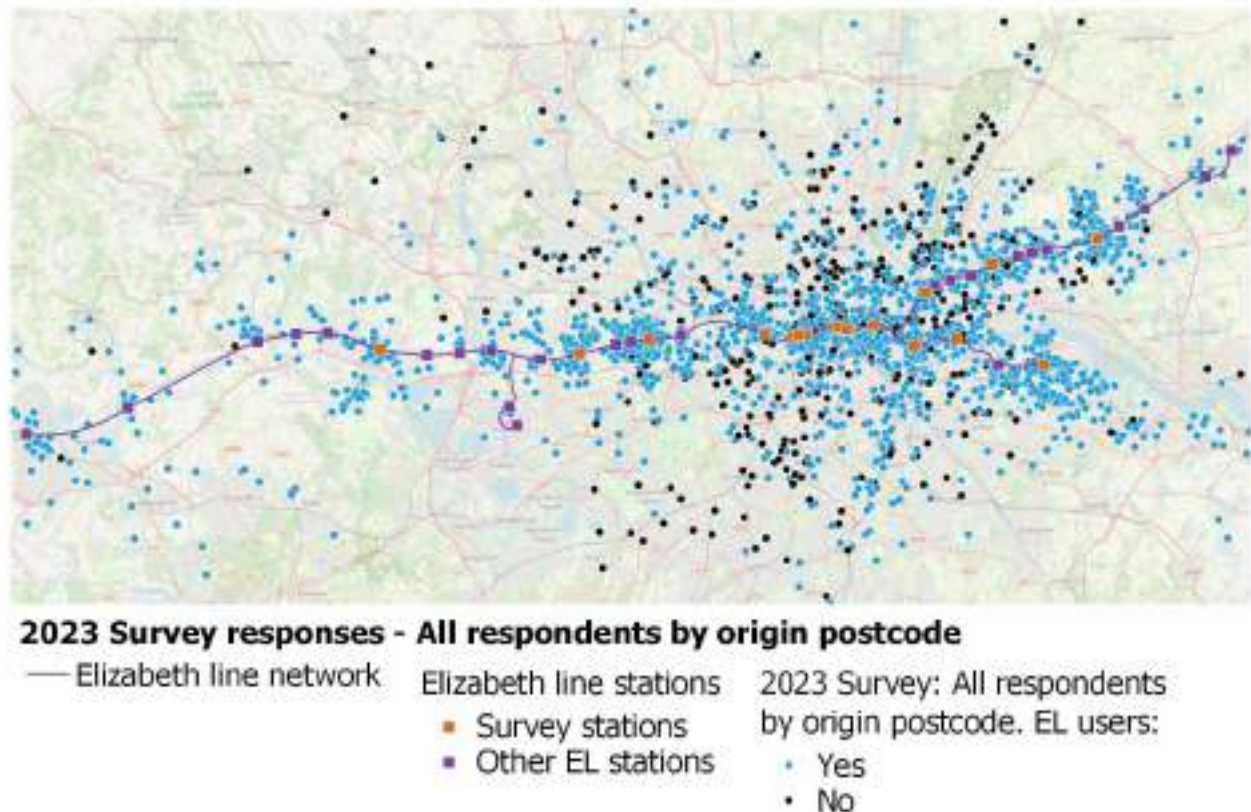 2023 Survey responses - All respondents by origin postcode
Elizabeth line network
Elizabeth line stations
Survey stations
Other EL stations
2023 Survey: All respondents
by origin postcode. EL users:
Yes
No